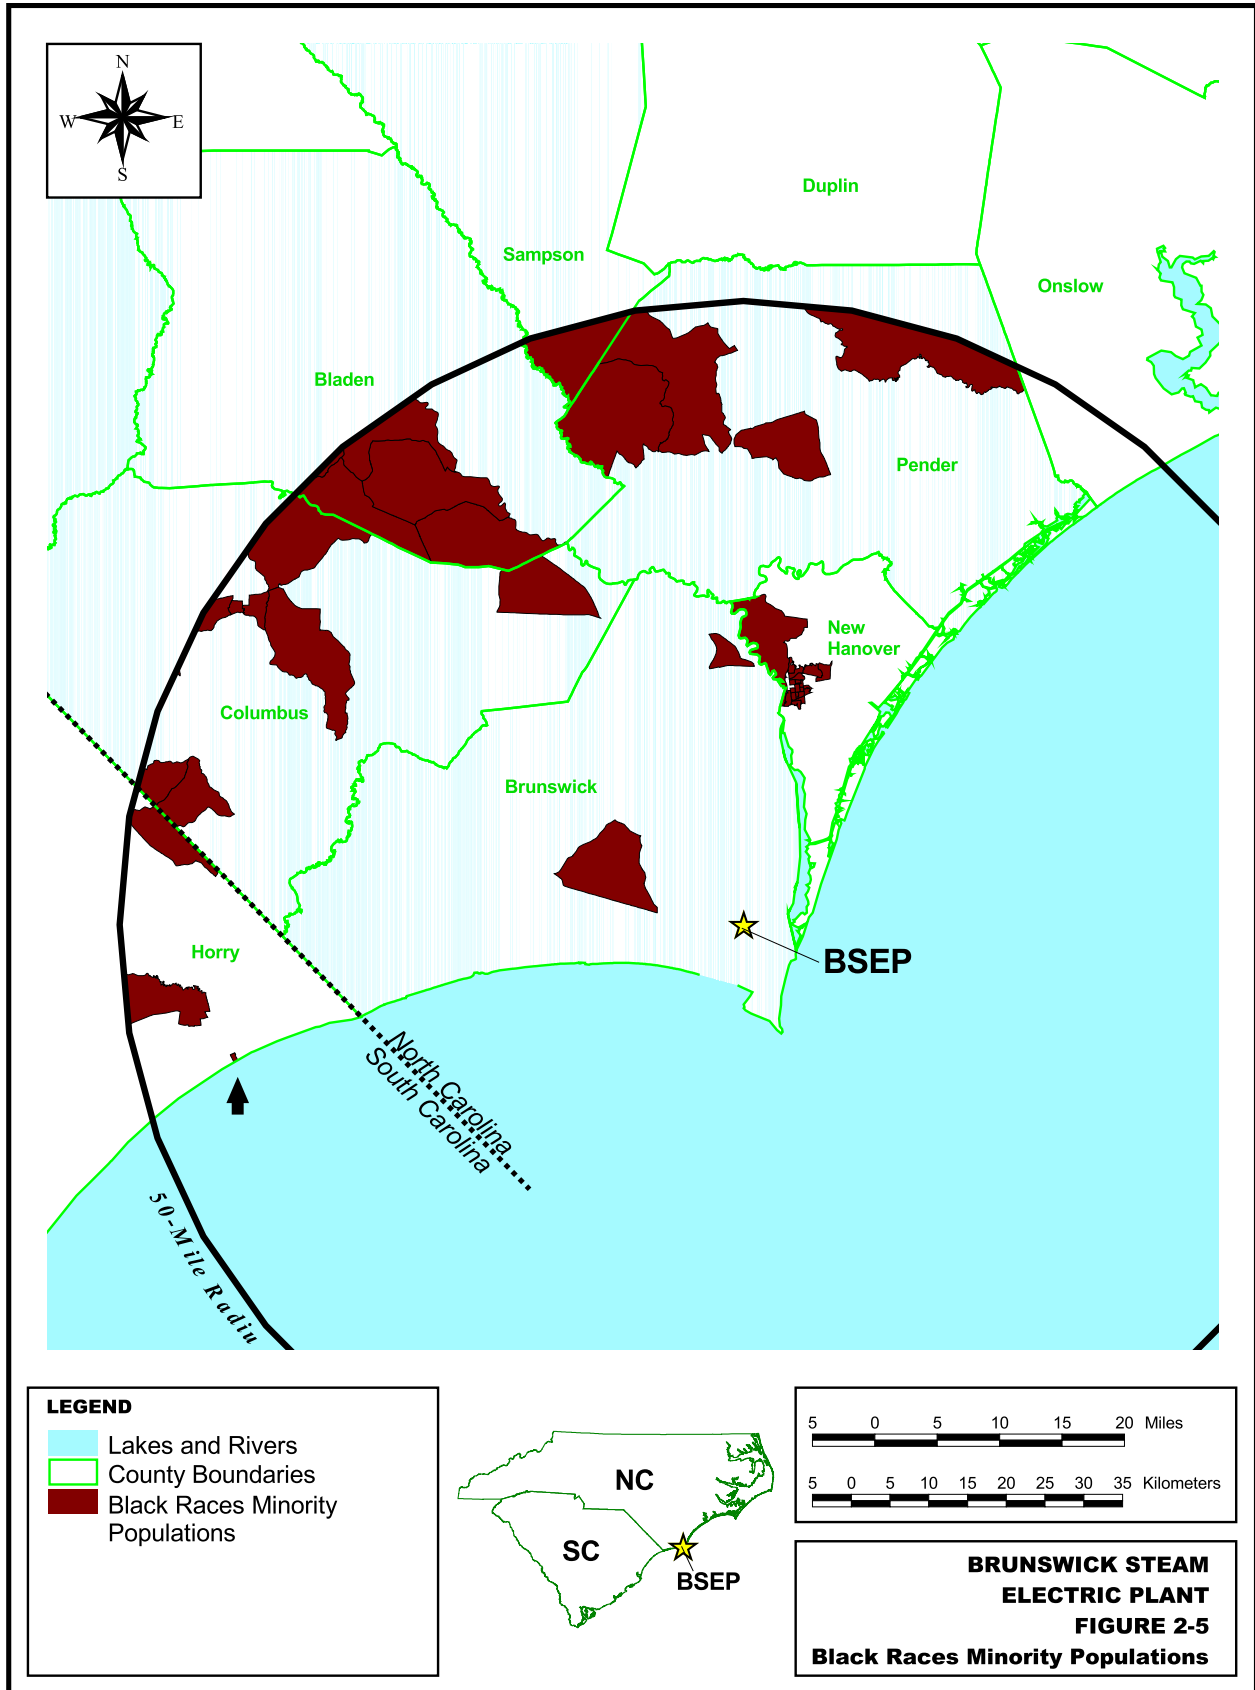 N
W
E
S
Duplin
Sampson
Onslow
Bladen
Pender
New
Hanover
Columbus
Brunswick
Horry
BSEP
North Carolina
South Carolina
50-Mile Radiu
LEGEND
Lakes and Rivers
County Boundaries
Black Races Minority
Populations
NC
SC
BSEP
5 0 5 10 15 20 Miles
5 0 5 10 15 20 25 30 35 Kilometers
BRUNSWICK STEAM
ELECTRIC PLANT
FIGURE 2-5
Black Races Minority Populations